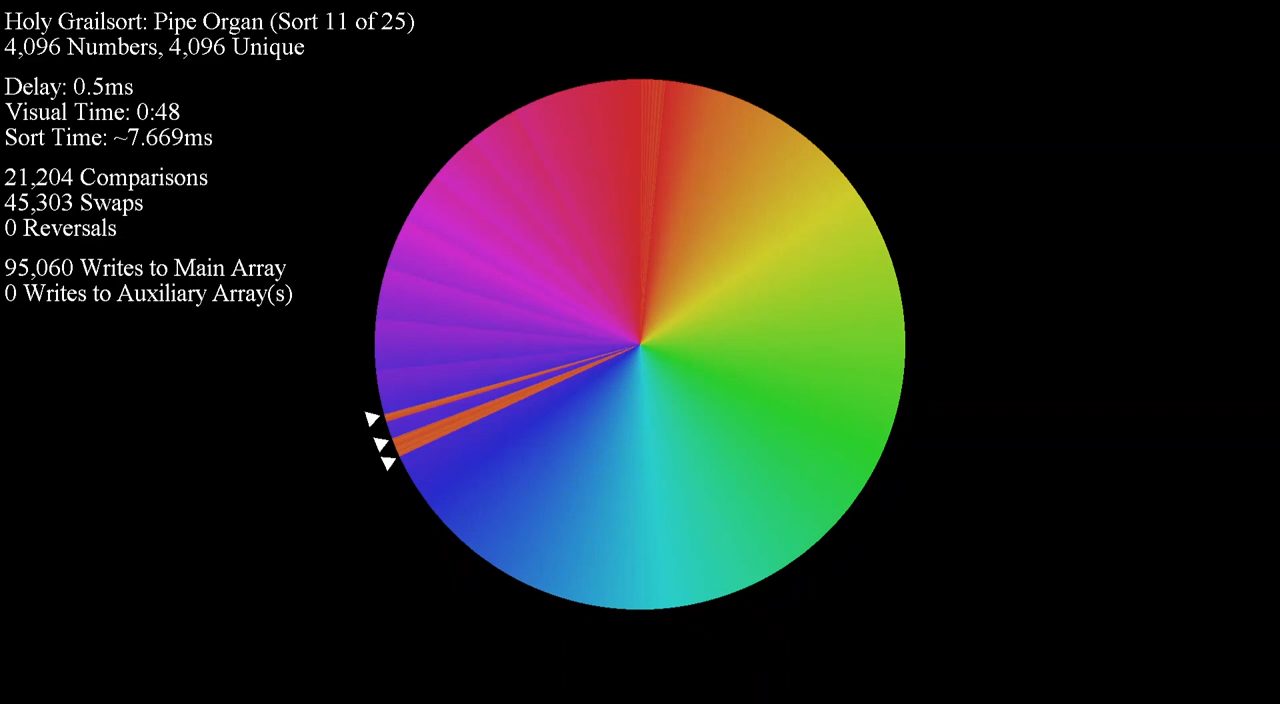 Holy Grailsort: Pipe Organ (Sort 11 of 25)
4,096 Numbers, 4,096 Unique
Delay: 0.5ms
Visual Time: 0:48
Sort Time: ~7.669ms
21,204 Comparisons
45,303 Swaps
0 Reversals
95,060 Writes to Main Array
0 Writes to Auxiliary Array(s)